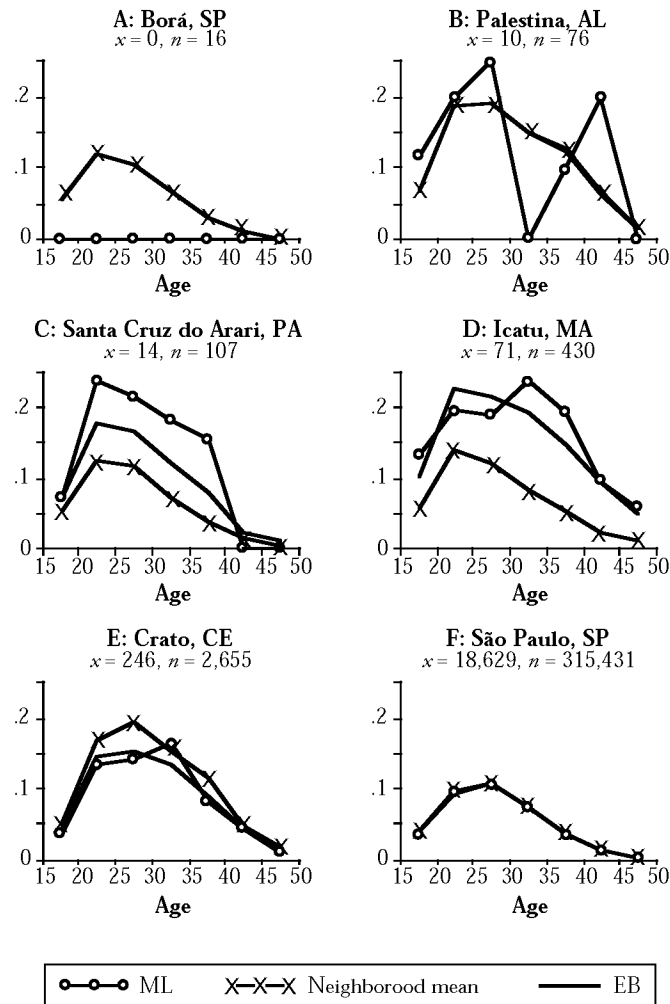 A: Borá, SP
x = 0, n = 16
.2
.1
0
15 20 25 30 35 40 45 50
Age
B: Palestina, AL
x = 10, n = 76
.2
.1
0
15 20 25 30 35 40 45 50
Age
C: Santa Cruz do Arari, PA
x = 14, n = 107
.2
.1
0
15 20 25 30 35 40 45 50
Age
D: Icatu, MA
x = 71, n = 430
.2
.1
0
15 20 25 30 35 40 45 50
Age
E: Crato, CE
x = 246, n = 2,655
.2
.1
0
15 20 25 30 35 40 45 50
Age
F: São Paulo, SP
x = 18,629, n = 315,431
.2
.1
0
15 20 25 30 35 40 45 50
Age
ML
Neighborood mean
EB